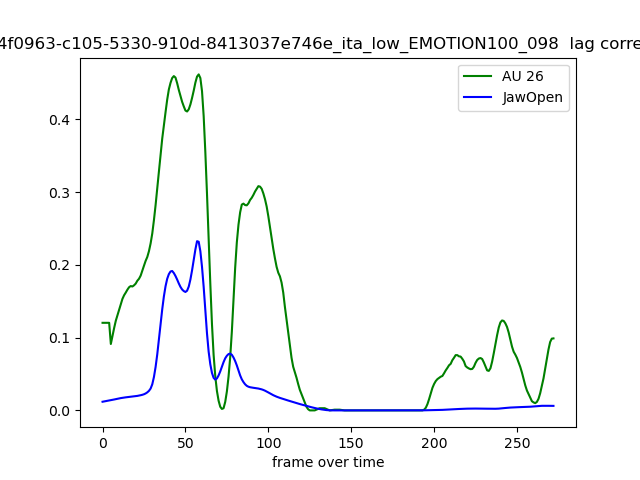 4f0963-c105-5330-910d-8413037e746e_ita_low_EMOTION100_098 lag corre
AU 26
JawOpen
0.4
0.3
0.2
0.1
0.0
0 50 100 150 200 250
frame over time